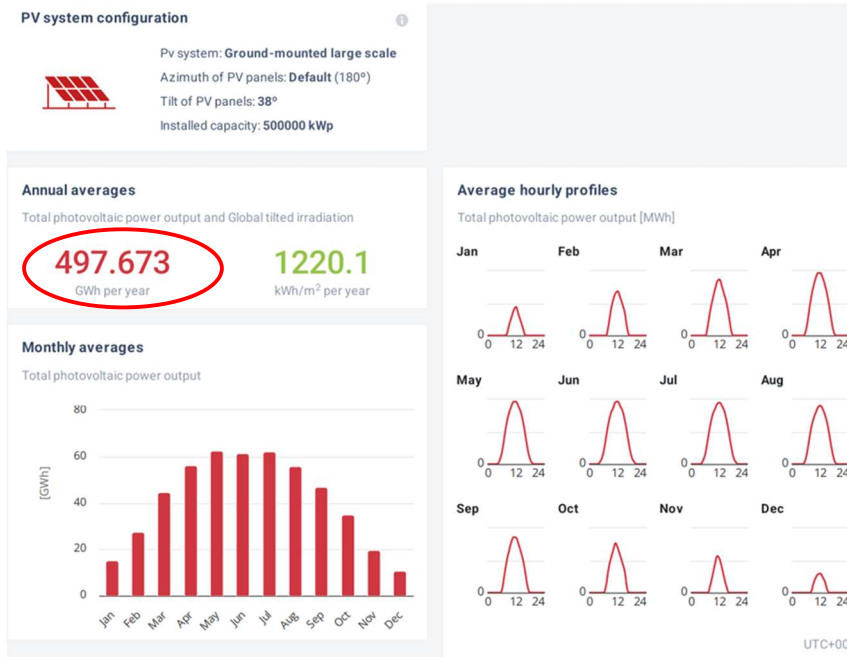 PV system configuration
Pv system: Ground-mounted large scale
Azimuth of PV panels: Default (180º)
Tilt of PV panels: 38º
Installed capacity: 500000 kWp
Annual averages
Total photovoltaic power output and Global tilted irradiation
497.673
GWh per year
1220.1
kWh/m² per year
Monthly averages
Total photovoltaic power output
80
60
40
20
0
[GWh]
Jan Feb Mar Apr May Jun Jul Aug Sep Oct Nov Dec
Average hourly profiles
Total photovoltaic power output [MWh]
Jan Feb Mar Apr
0 0 0 0
0 12 24 0 12 24 0 12 24 0 12 24
May Jun Jul Aug
0 0 0 0
0 12 24 0 12 24 0 12 24 0 12 24
Sep Oct Nov Dec
0 0 0 0
0 12 24 0 12 24 0 12 24 0 12 24
UTC+00